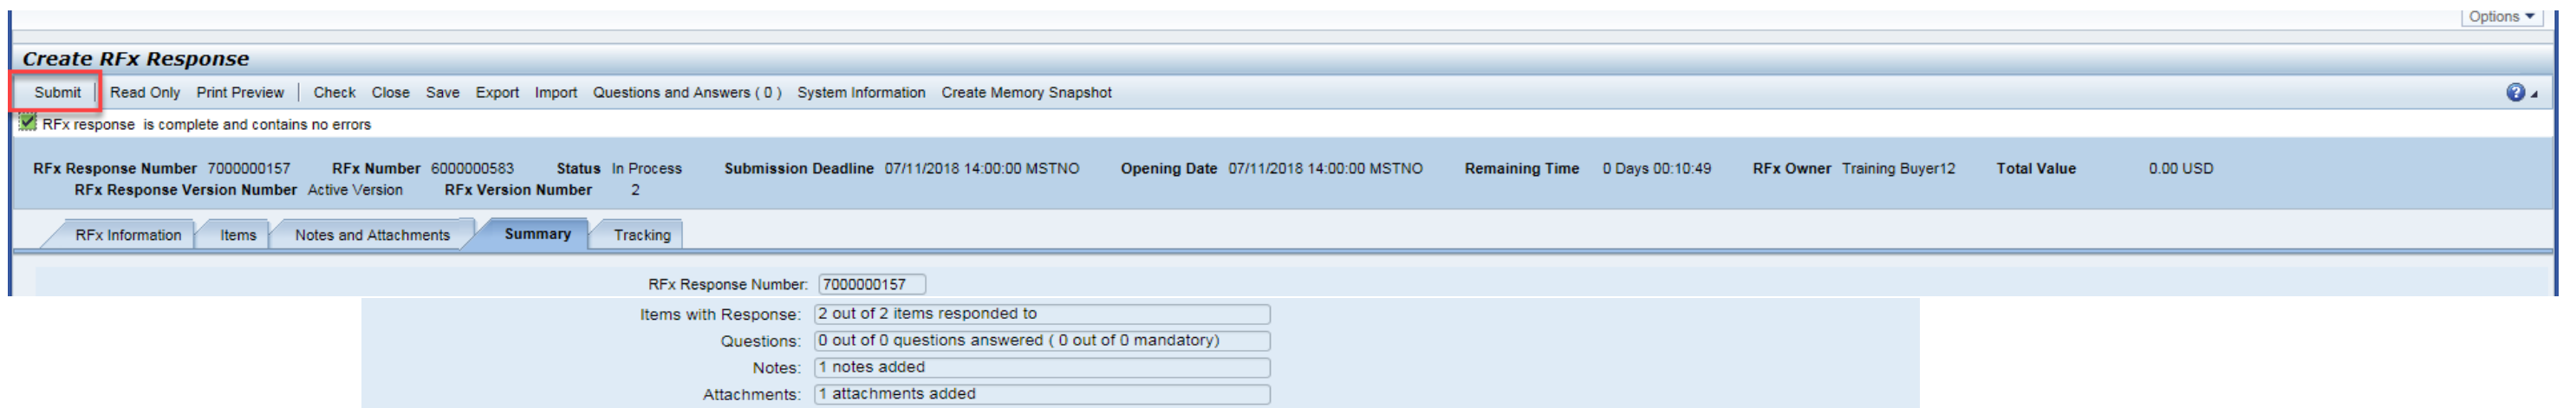 Options
Create RFx Response
Submit Read Only Print Preview Check Close Save Export Import Questions and Answers ( 0 ) System Information Create Memory Snapshot
RFx response is complete and contains no errors
RFx Response Number 7000000157 RFx Number 6000000583 Status In Process Submission Deadline 07/11/2018 14:00:00 MSTNO Opening Date 07/11/2018 14:00:00 MSTNO Remaining Time 0 Days 00:10:49 RFx Owner Training Buyer12 Total Value 0.00 USD
RFx Response Version Number Active Version RFx Version Number 2
RFx Information Items Notes and Attachments Summary Tracking
RFx Response Number: 7000000157
Items with Response: 2 out of 2 items responded to
Questions: 0 out of 0 questions answered ( 0 out of 0 mandatory)
Notes: 1 notes added
Attachments: 1 attachments added